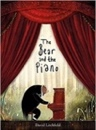 The
Bear
and the
Piano
David Litchfield